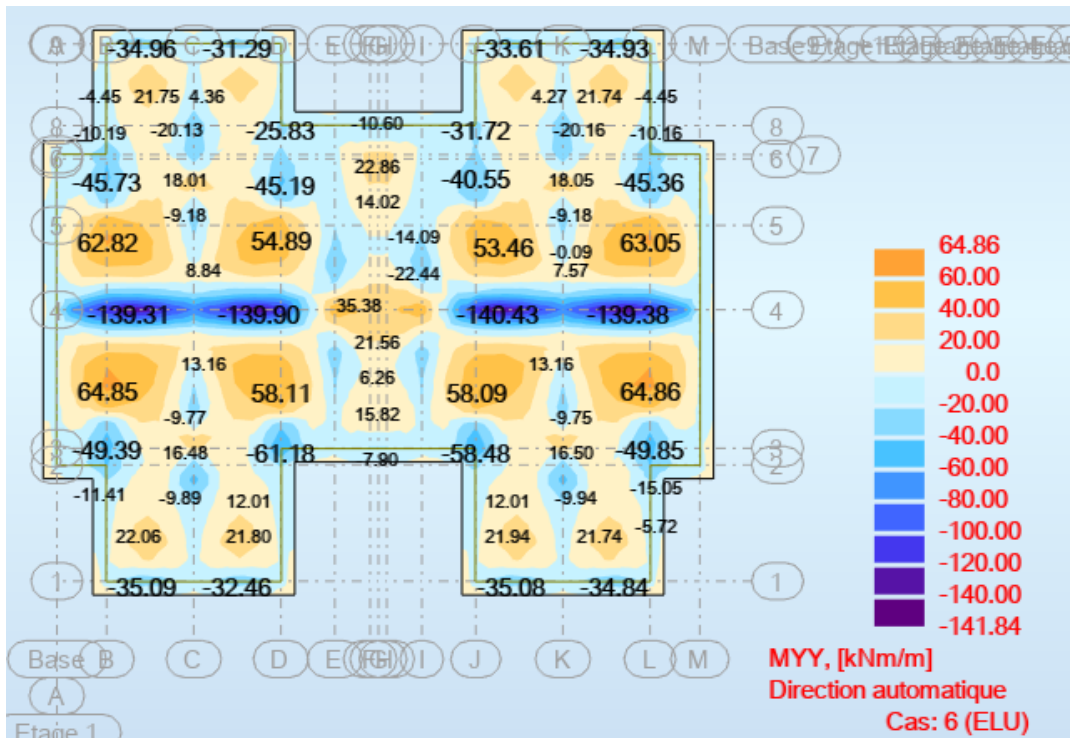 -34.96 -31.29 -33.61 -34.93
A B C D E I J K L M Base
-4.45 21.75 4.36 4.27 21.74 -4.45
8 -10.19 -20.13 -25.83 -10.60 -31.72 -20.16 -10.16 8
6 7
-45.73 18.01 -45.19 22.86 -40.55 18.05 -45.36
14.02
5 -9.18 -9.18 5
62.82 54.89 -14.09 53.46 -0.09 63.05
8.84 -22.44 7.57
4 -139.31 -139.90 35.38 -140.43 -139.38 4
21.56
13.16 13.16
64.85 58.11 6.26 58.09 64.86
-9.77 15.82 -9.75
-49.39 16.48 -61.18 7.90 -58.48 16.50 -49.85 3
2
-11.41 -9.89 12.01 12.01 -9.94 -15.05
22.06 21.80 21.94 21.74 -5.72
1 -35.09 -32.46 -35.08 -34.84 1
Base B C D E G I J K L M
A
Etage 1
64.86
60.00
40.00
20.00
0.0
-20.00
-40.00
-60.00
-80.00
-100.00
-120.00
-140.00
-141.84
MYY, [kNm/m]
Direction automatique
Cas: 6 (ELU)